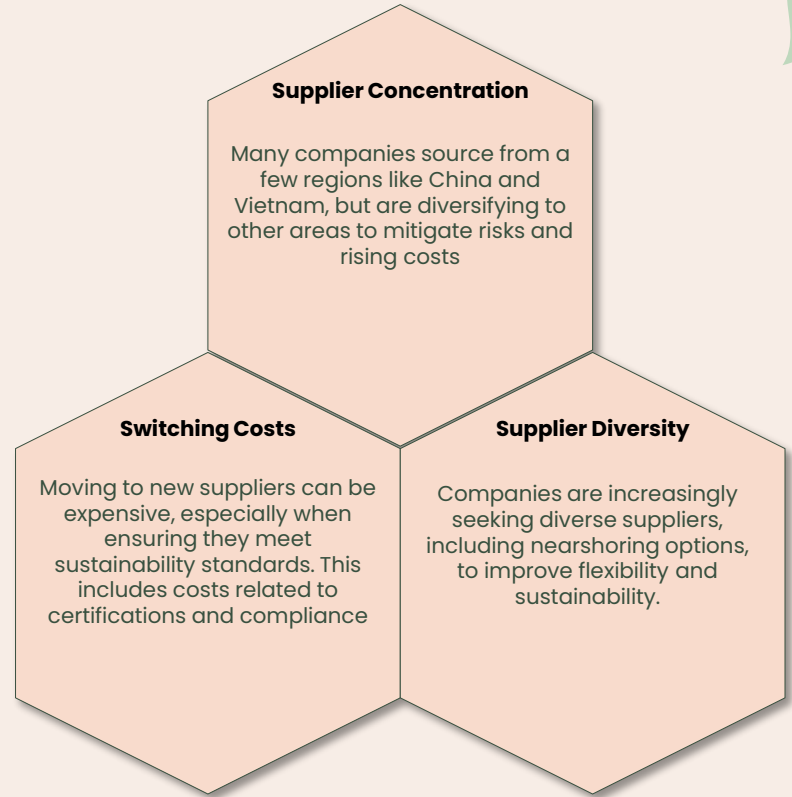 Supplier Concentration
Many companies source from a
few regions like China and
Vietnam, but are diversifying to
other areas to mitigate risks and
rising costs
Switching Costs
Moving to new suppliers can be
expensive, especially when
ensuring they meet
sustainability standards. This
includes costs related to
certifications and compliance
Supplier Diversity
Companies are increasingly
seeking diverse suppliers,
including nearshoring options,
to improve flexibility and
sustainability.